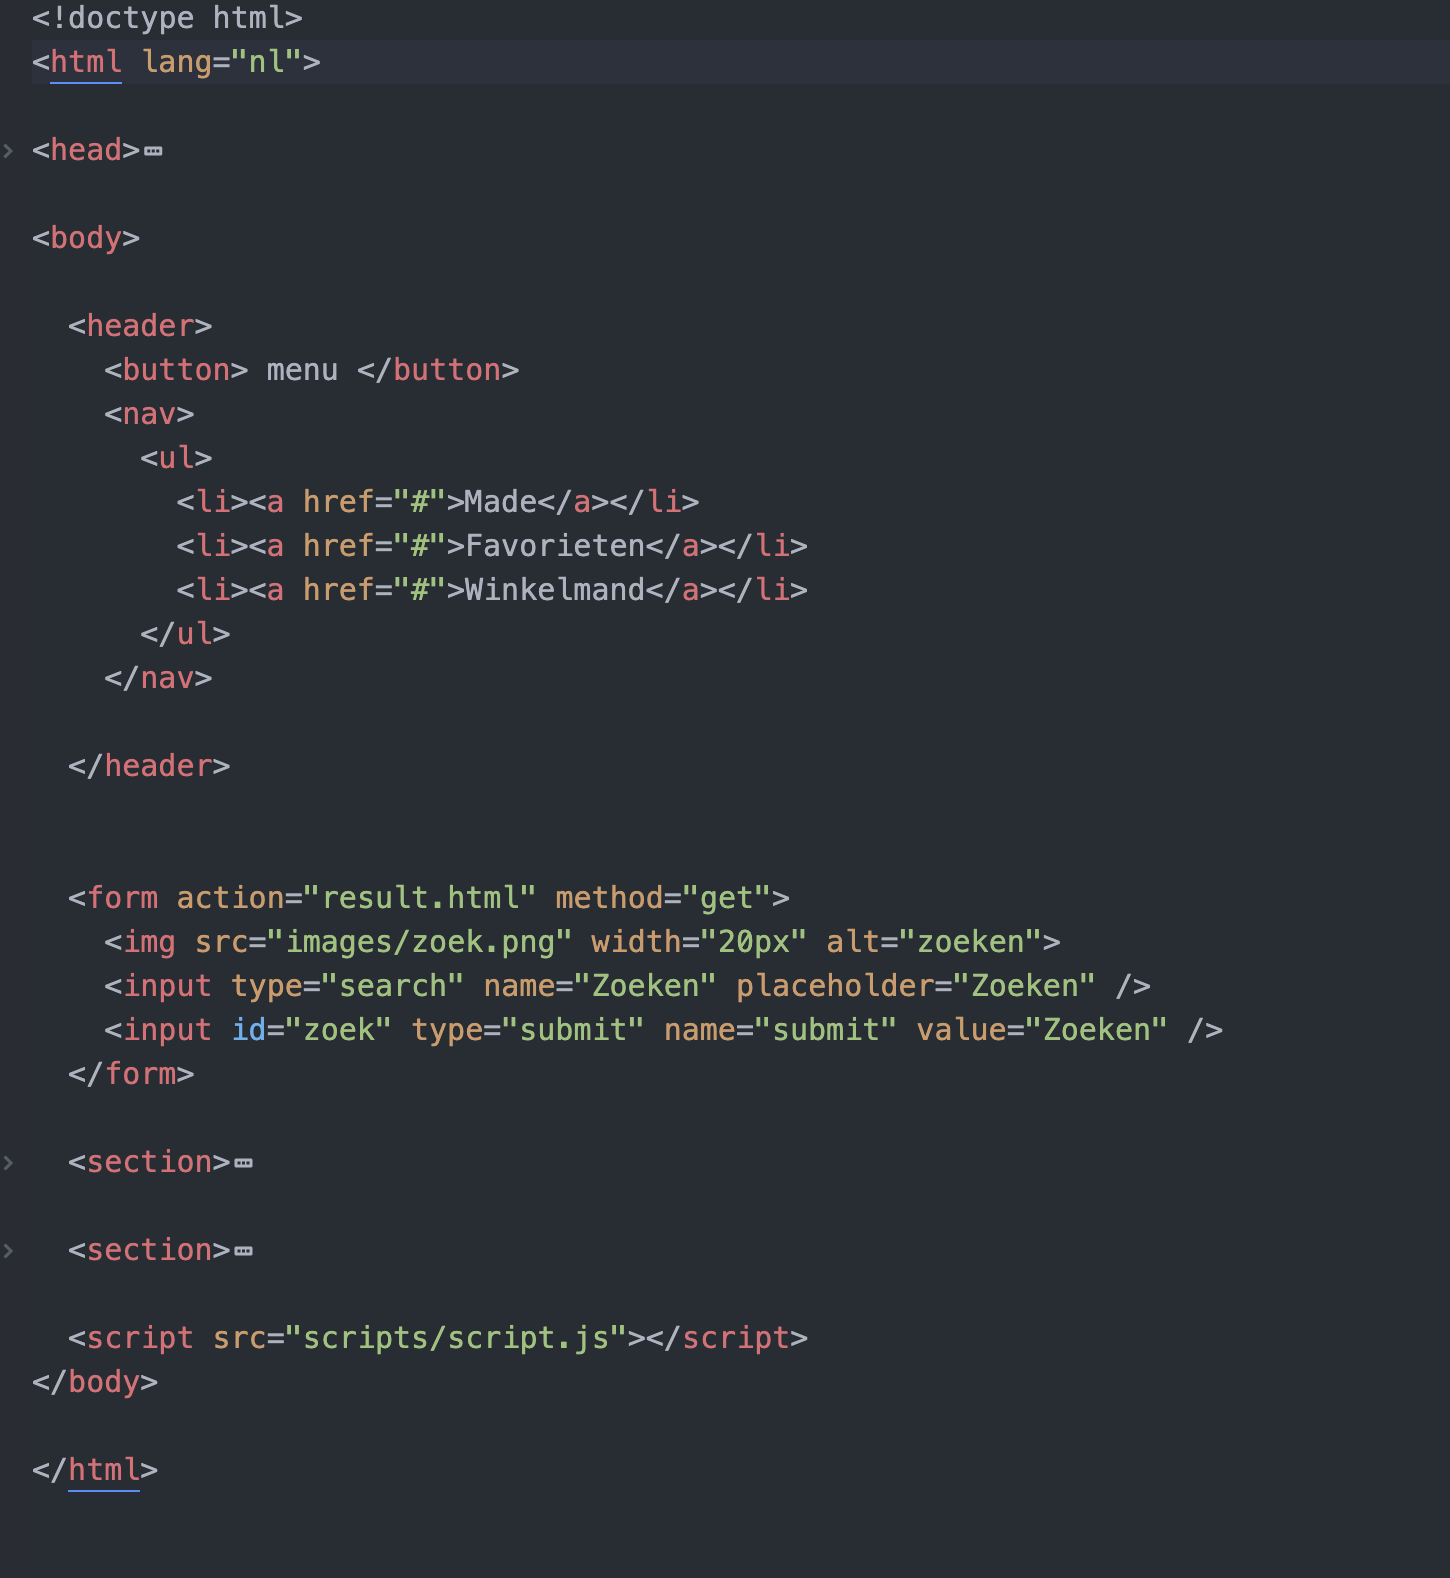 <!doctype html>
<html lang="nl">
<head>
<body>
<header>
<button> menu </button>
<nav>
<ul>
<li><a href="#">Made</a></li>
<li><a href="#">Favorieten</a></li>
<li><a href="#">Winkelmand</a></li>
</ul>
</nav>
</header>
<form action="result.html" method="get">
<img src="images/zoek.png" width="20px" alt="zoeken">
<input type="search" name="Zoeken" placeholder="Zoeken" />
<input id="zoek" type="submit" name="submit" value="Zoeken" />
</form>
<section>
<section>
<script src="scripts/script.js"></script>
</body>
</html>